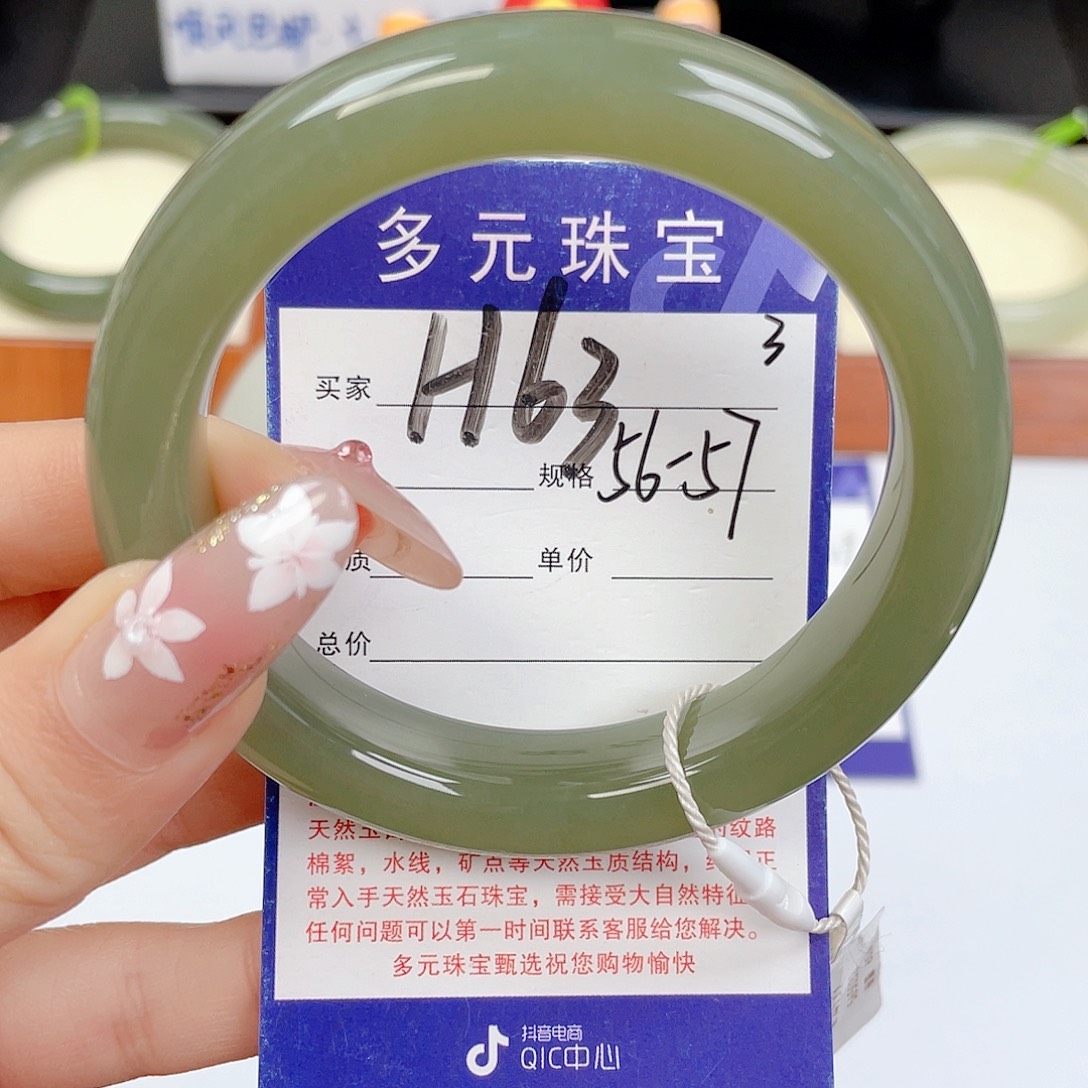 多元珠宝
3
买家 H63
规格 56-57
质 单价
总价
天然玉 纹路
棉絮，水线，矿点等天然玉质结构， 正
常入手天然玉石珠宝，需接受大自然特征
任何问题可以第一时间联系客服给您解决。
多元珠宝甄选祝您购物愉快
抖音电商
QIC中心